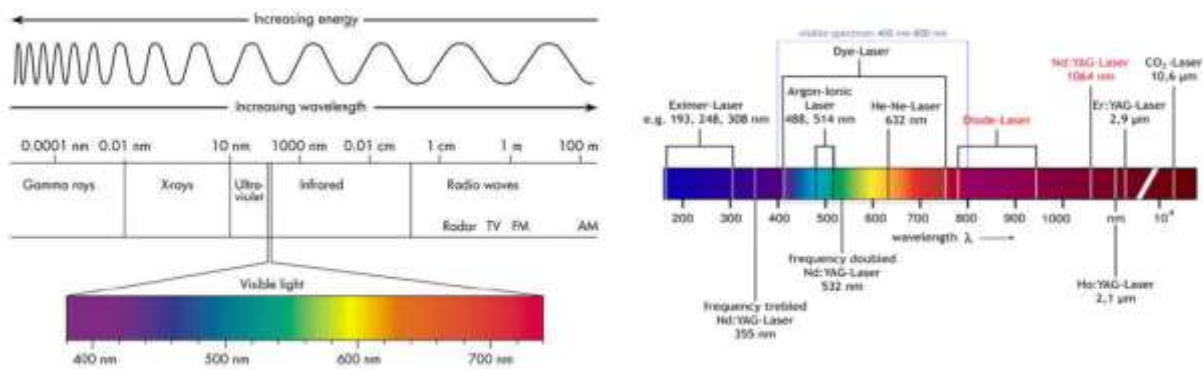 Increasing energy
Increasing wavelength
0.0001 nm 0.01 nm 10 nm 1000 nm 0.01 cm 1 cm 1 m 100 m
Gamma rays X-rays Ultra- violet Infrared Radio waves
Radar TV FM AM
Visible light
400 nm 500 nm 600 nm 700 nm
visible spectrum 400 nm-800 nm
Dye-Laser
Nd:YAG-Laser
1064 nm
CO₂-Laser
10,6 µm
Eximer-Laser
e.g. 193, 248, 308 nm
Argon-Ionic
Laser
488, 514 nm
He-Ne-Laser
632 nm
Diode-Laser
Er:YAG-Laser
2,9 µm
200 300 400 500 600 700 800 900 1000 nm 10⁴
wavelength λ
frequency doubled
Nd:YAG-Laser
532 nm
frequency trebled
Nd:YAG-Laser
355 nm
Ho:YAG-Laser
2,1 µm